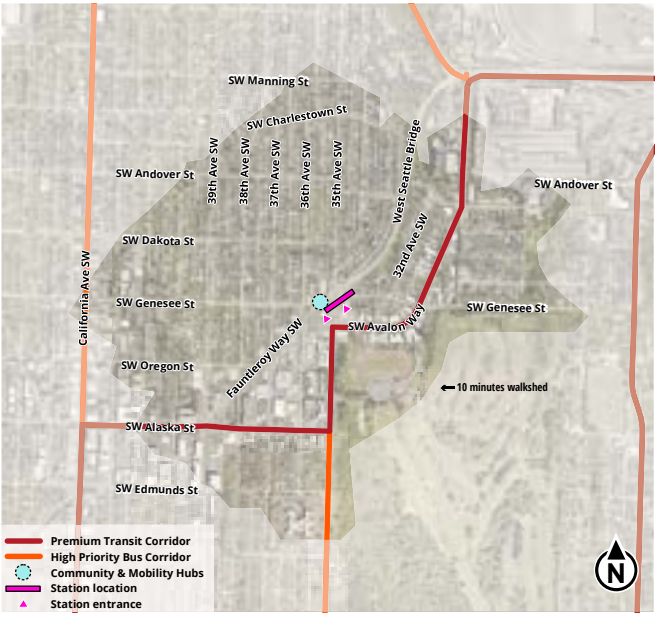 SW Manning St
SW Charlestown St
39th Ave SW
38th Ave SW
37th Ave SW
36th Ave SW
35th Ave SW
West Seattle Bridge
SW Andover St
SW Andover St
32nd Ave SW
SW Dakota St
California Ave SW
SW Genesee St
SW Genesee St
SW Avalon Way
Fauntleroy Way SW
SW Oregon St
10 minutes walkshed
SW Alaska St
SW Edmunds St
Premium Transit Corridor
High Priority Bus Corridor
Community & Mobility Hubs
Station location
Station entrance
N